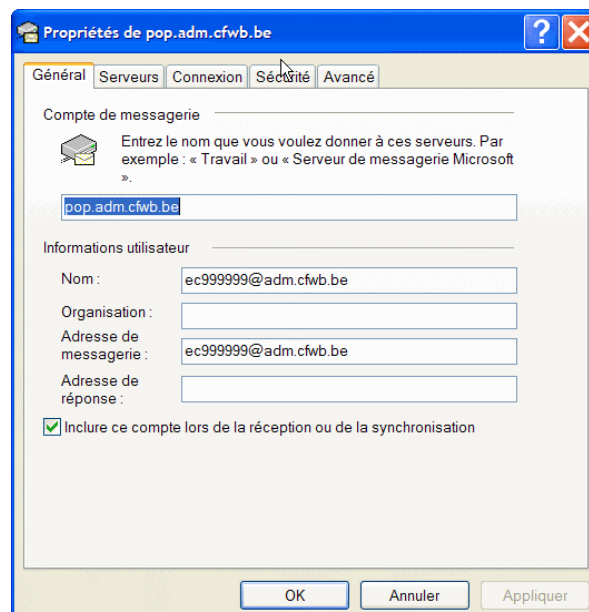 Propriétés de pop.adm.cfwb.be
Général Serveurs Connexion Sécurité Avancé
Compte de messagerie
Entrez le nom que vous voulez donner à ces serveurs. Par
exemple : « Travail » ou « Serveur de messagerie Microsoft
».
pop.adm.cfwb.be
Informations utilisateur
Nom : ec999999@adm.cfwb.be
Organisation :
Adresse de
messagerie : ec999999@adm.cfwb.be
Adresse de
réponse :
Inclure ce compte lors de la réception ou de la synchronisation
OK Annuler Appliquer